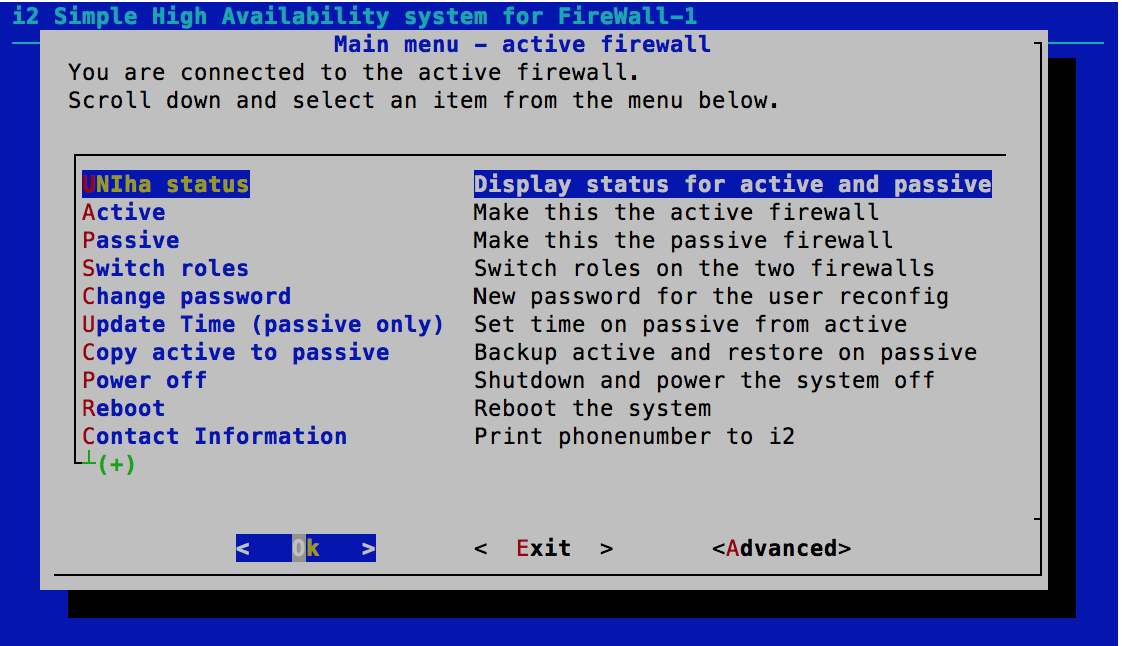 i2 Simple High Availability system for FireWall-1
Main menu - active firewall
You are connected to the active firewall.
Scroll down and select an item from the menu below.
UNIha status Display status for active and passive
Active Make this the active firewall
Passive Make this the passive firewall
Switch roles Switch roles on the two firewalls
Change password New password for the user reconfig
Update Time (passive only) Set time on passive from active
Copy active to passive Backup active and restore on passive
Power off Shutdown and power the system off
Reboot Reboot the system
Contact Information Print phonenumber to i2
(+)
< Ok > < Exit > <Advanced>